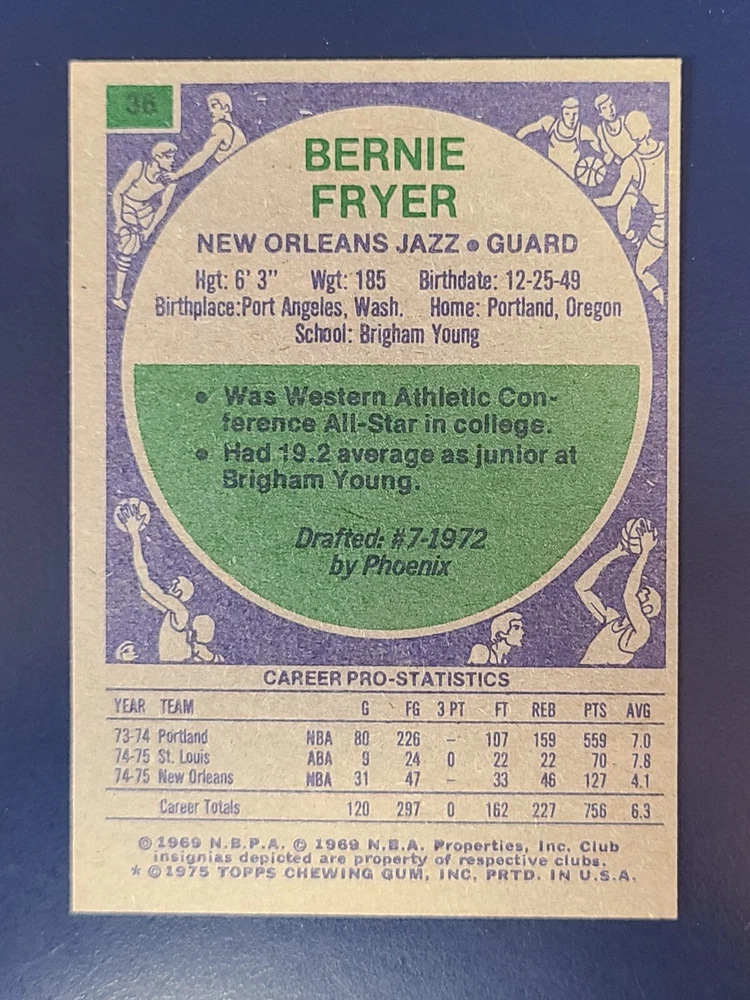 36
BERNIE
FRYER
NEW ORLEANS JAZZ • GUARD
Hgt: 6' 3" Wgt: 185 Birthdate: 12-25-49
Birthplace:Port Angeles, Wash. Home: Portland, Oregon
School: Brigham Young
• Was Western Athletic Con-
ference All-Star in college.
• Had 19.2 average as junior at
Brigham Young.
Drafted: #7-1972
by Phoenix
CAREER PRO-STATISTICS
YEAR TEAM G FG 3 PT FT REB PTS AVG
73-74 Portland NBA 80 226 – 107 159 559 7.0
74-75 St. Louis ABA 9 24 0 22 22 70 7.8
74-75 New Orleans NBA 31 47 – 33 46 127 4.1
Career Totals 120 297 0 162 227 756 6.3
© 1969 N.B.P.A. © 1969 N.B.A. Properties, Inc. Club
insignias depicted are property of respective clubs.
* © 1975 TOPPS CHEWING GUM, INC. PRTD. IN U.S.A.